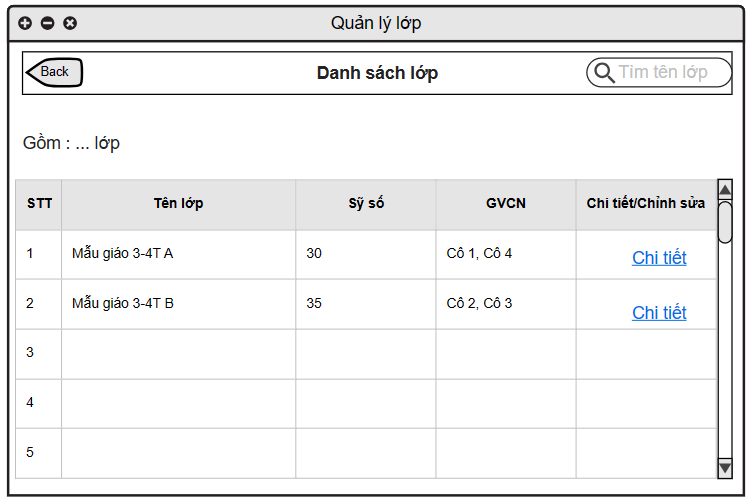 Quản lý lớp
Back
Danh sách lớp
Tìm tên lớp
Gồm : ... lớp
STT Tên lớp Sỹ số GVCN Chi tiết/Chỉnh sửa
1 Mẫu giáo 3-4T A 30 Cô 1, Cô 4 Chi tiết
2 Mẫu giáo 3-4T B 35 Cô 2, Cô 3 Chi tiết
3
4
5